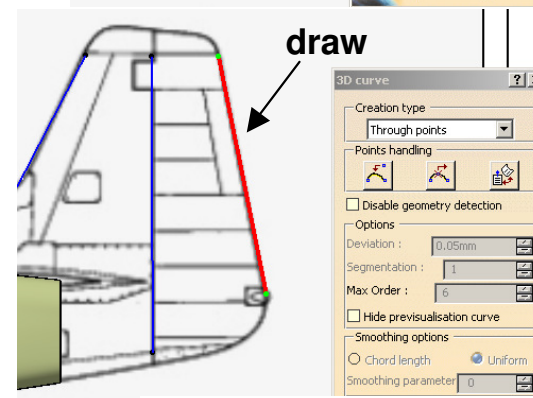 draw
3D curve
?
Creation type
Through points
Points handling
Disable geometry detection
Options
Deviation : 0.05mm
Segmentation : 1
Max Order : 6
Hide previsualisation curve
Smoothing options
Chord length Uniform
Smoothing parameter 0